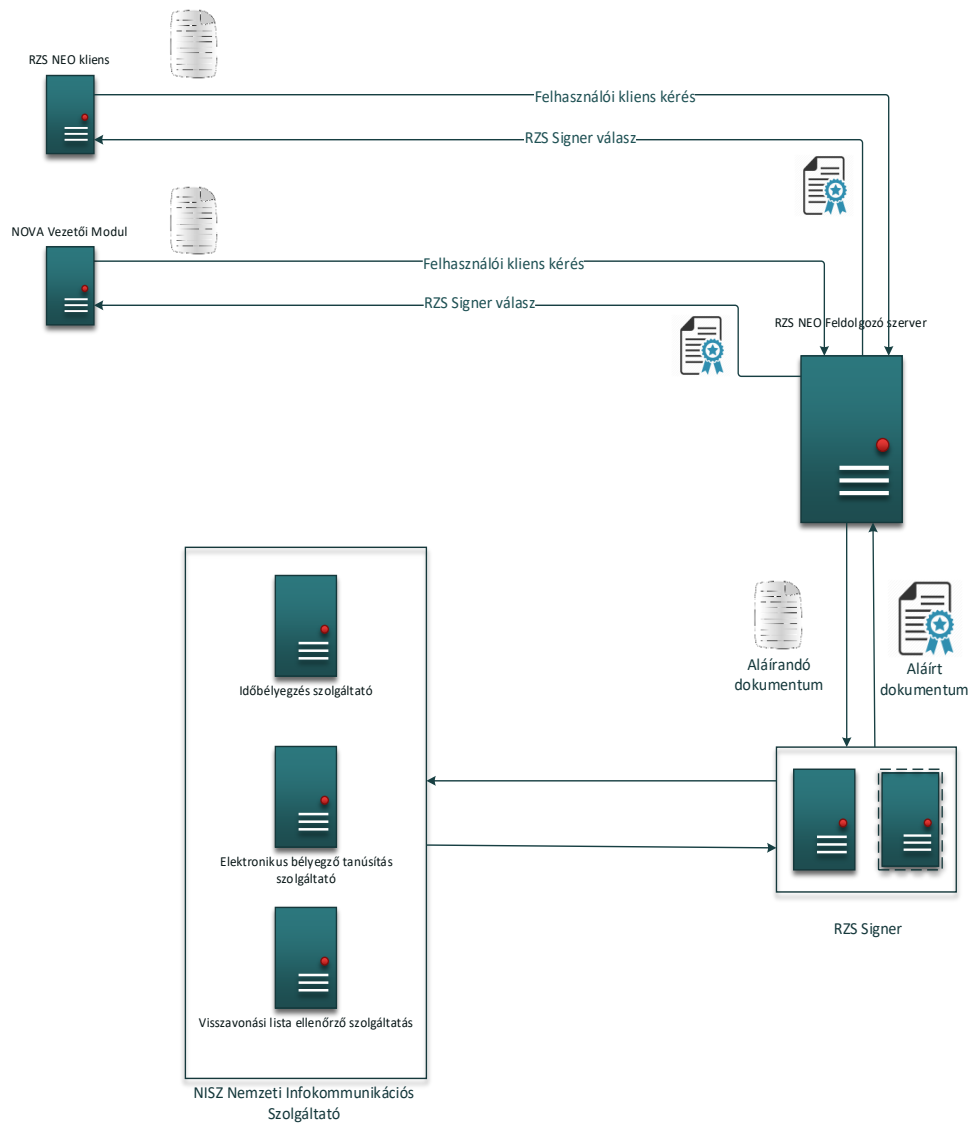 RZS NEO kliens
Felhasználói kliens kérés
RZS Signer válasz
NOVA Vezetői Modul
Felhasználói kliens kérés
RZS Signer válasz
RZS NEO Feldolgozó szerver
Aláírandó
dokumentum
Aláírt
dokumentum
Időbélyegzés szolgáltató
Elektronikus bélyegző tanúsítás
szolgáltató
Visszavonási lista ellenőrző szolgáltatás
RZS Signer
NISZ Nemzeti Infokommunikációs
Szolgáltató